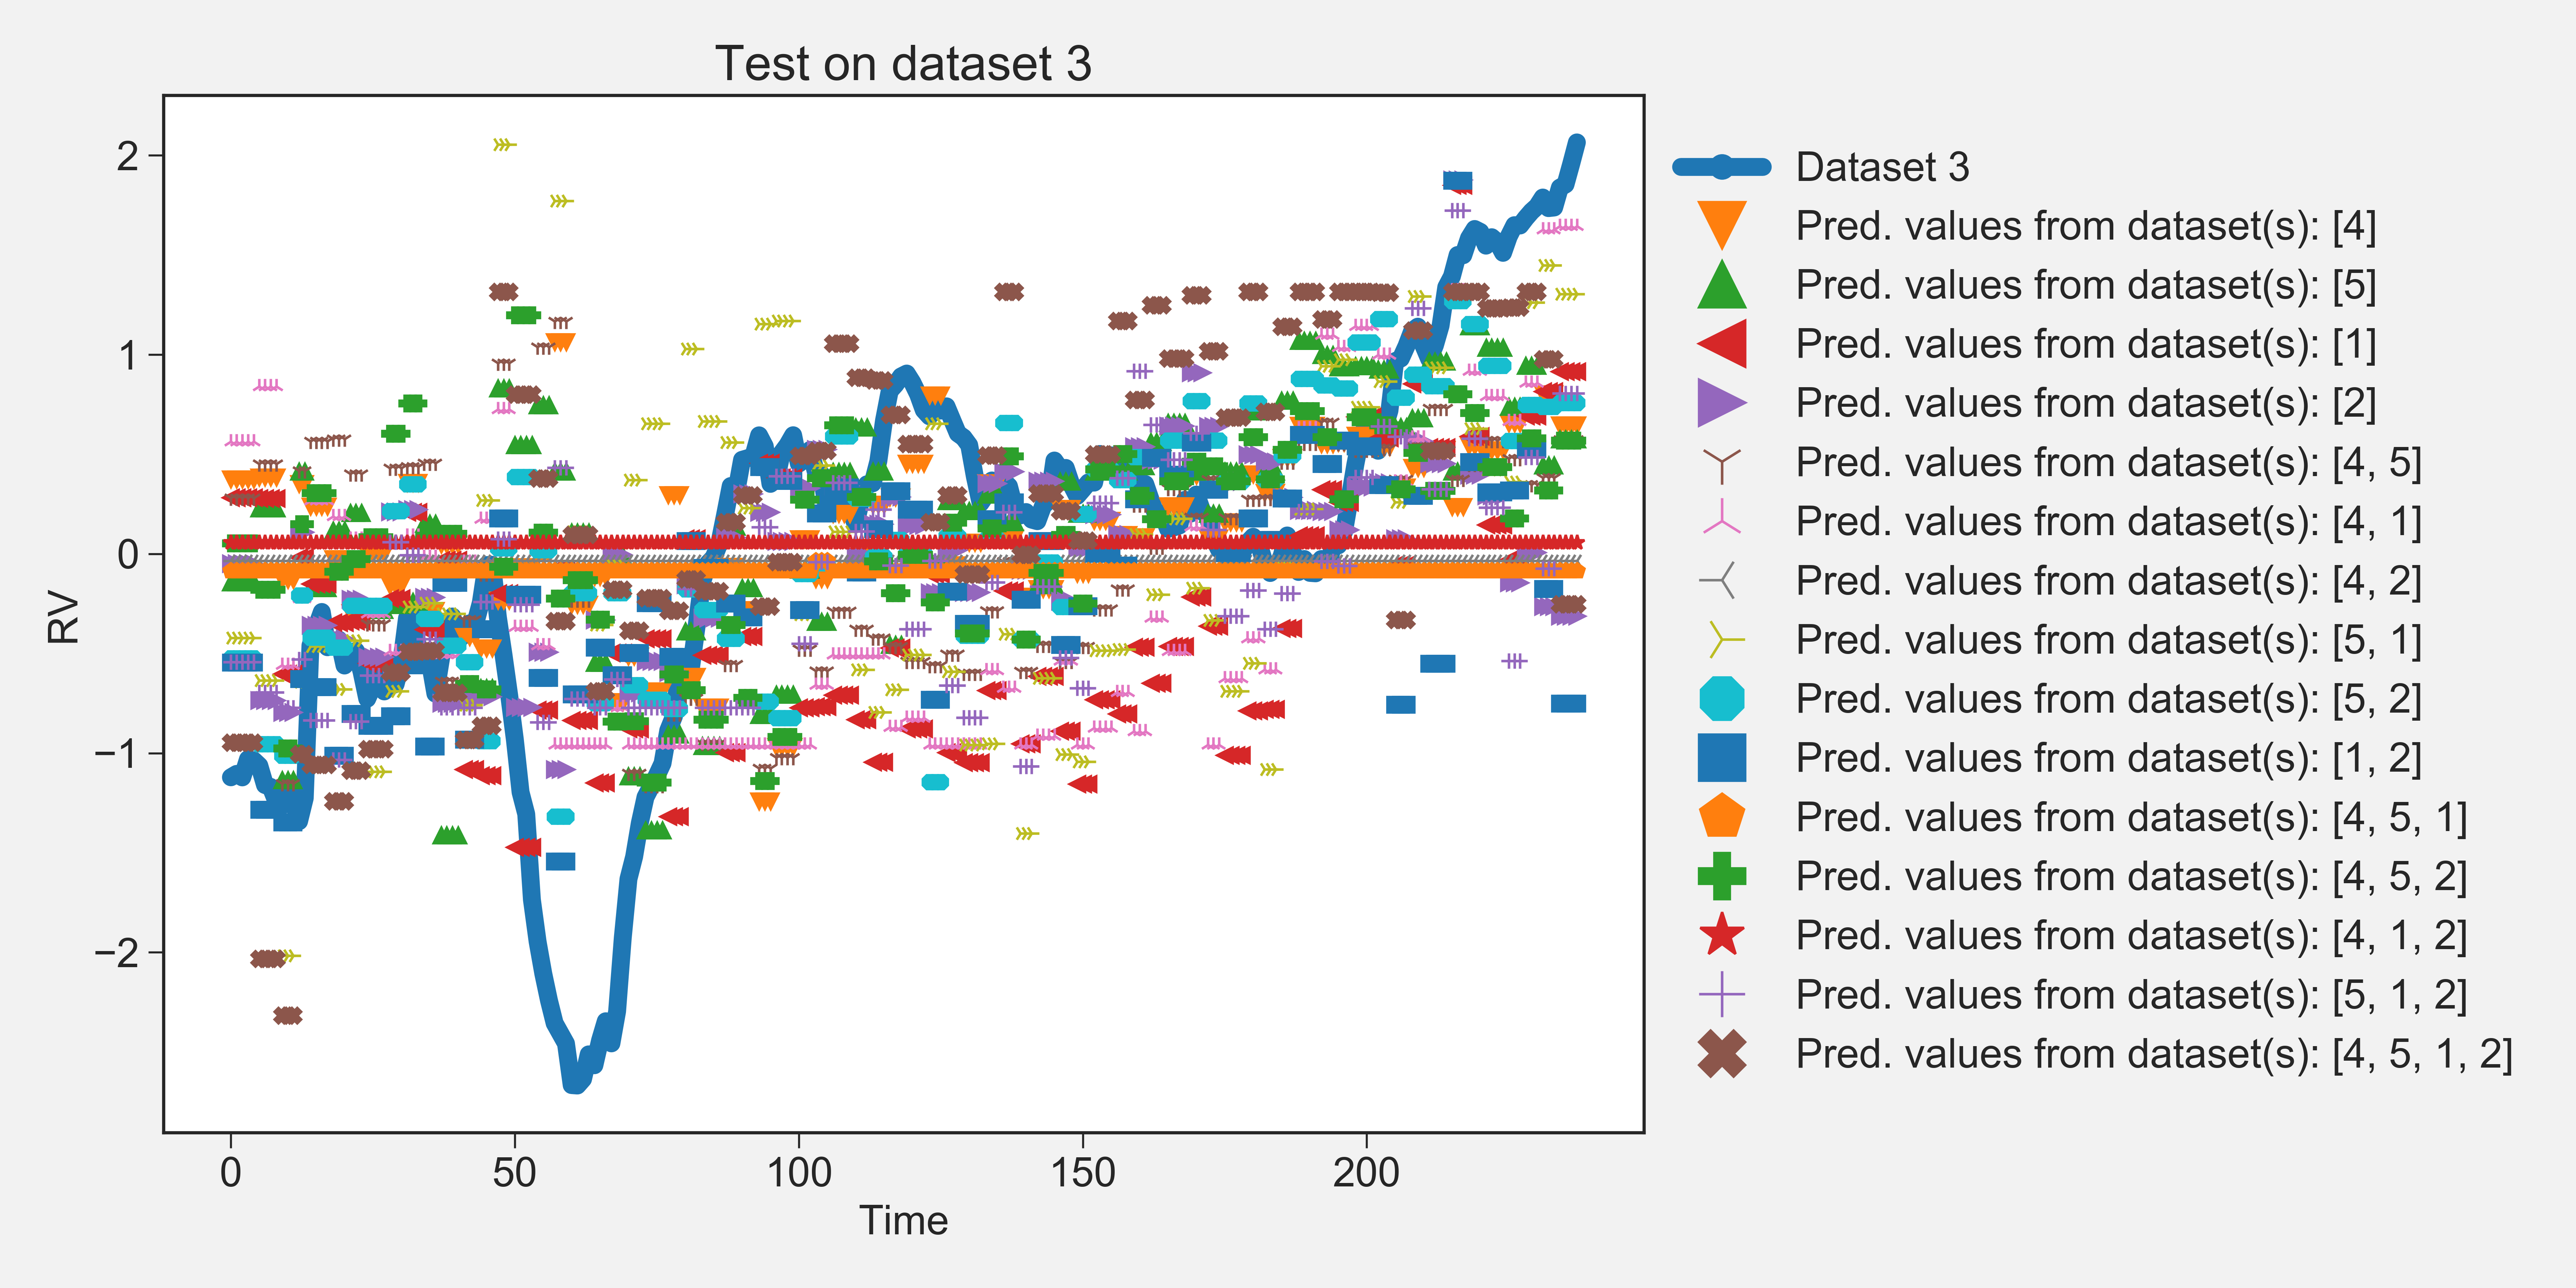 Test on dataset 3
2
1
0
−1
−2
RV
0 50 100 150 200
Time
Dataset 3
Pred. values from dataset(s): [4]
Pred. values from dataset(s): [5]
Pred. values from dataset(s): [1]
Pred. values from dataset(s): [2]
Pred. values from dataset(s): [4, 5]
Pred. values from dataset(s): [4, 1]
Pred. values from dataset(s): [4, 2]
Pred. values from dataset(s): [5, 1]
Pred. values from dataset(s): [5, 2]
Pred. values from dataset(s): [1, 2]
Pred. values from dataset(s): [4, 5, 1]
Pred. values from dataset(s): [4, 5, 2]
Pred. values from dataset(s): [4, 1, 2]
Pred. values from dataset(s): [5, 1, 2]
Pred. values from dataset(s): [4, 5, 1, 2]